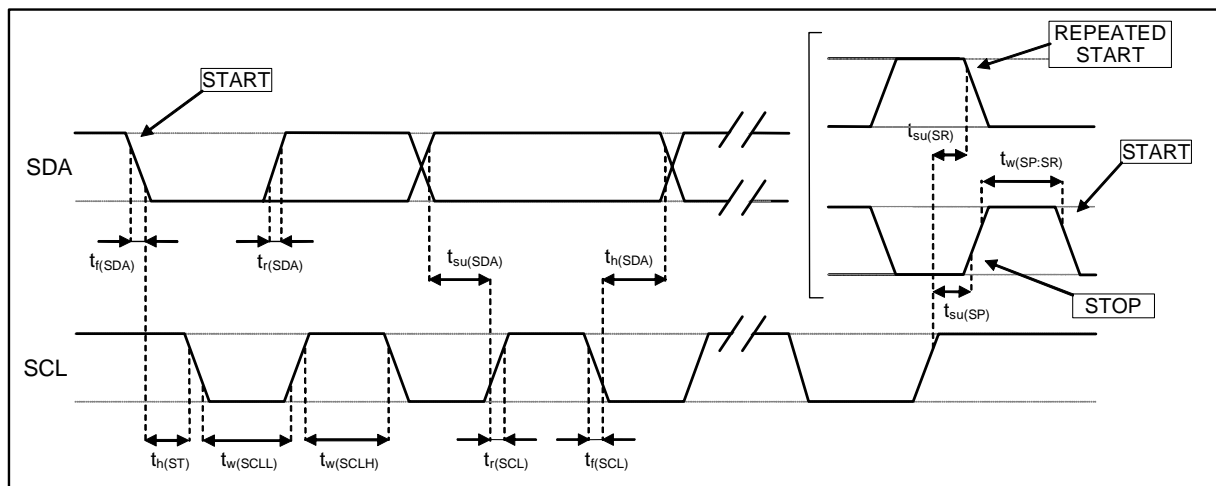 REPEATED
START
START
t_su(SR)
START
t_w(SP:SR)
SDA
t_f(SDA)
t_r(SDA)
t_su(SDA)
t_h(SDA)
t_su(SP)
STOP
SCL
t_h(ST)
t_w(SCLL)
t_w(SCLH)
t_r(SCL)
t_f(SCL)